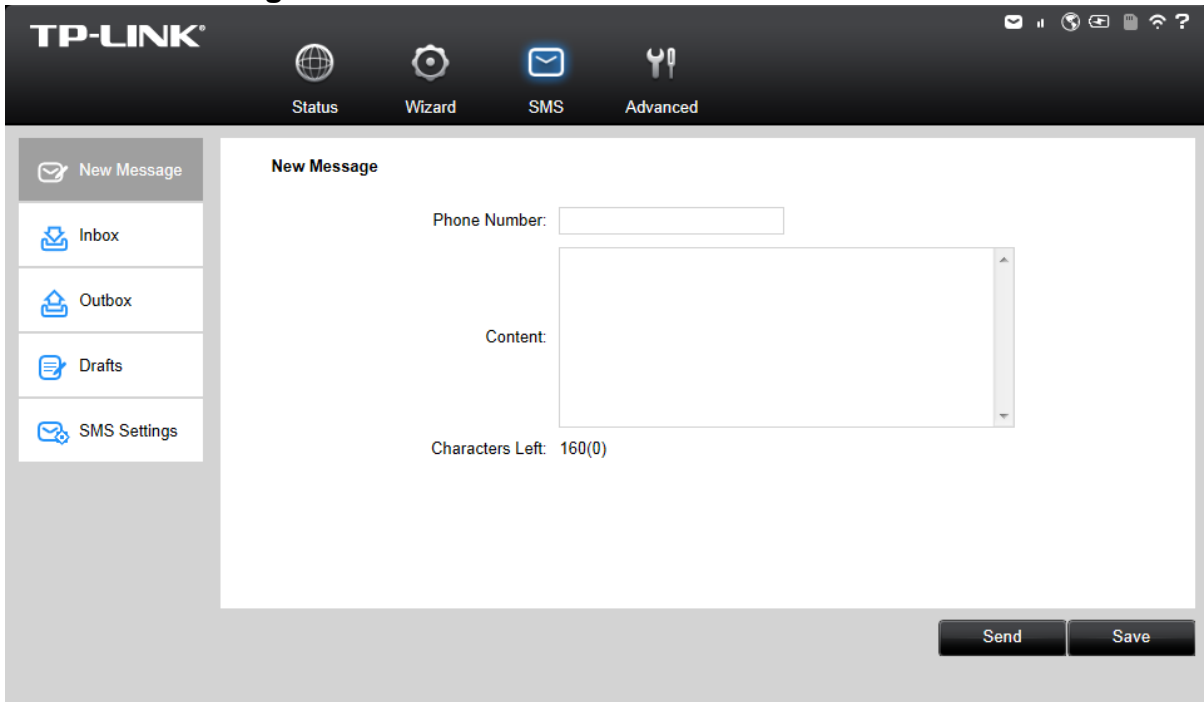 TP-LINK®
?
Status Wizard SMS Advanced
New Message
Inbox
Outbox
Drafts
SMS Settings
New Message
Phone Number:
Content:
Characters Left: 160(0)
Send Save